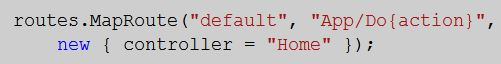 routes.MapRoute("default", "App/Do{action}",
    new { controller = "Home" });